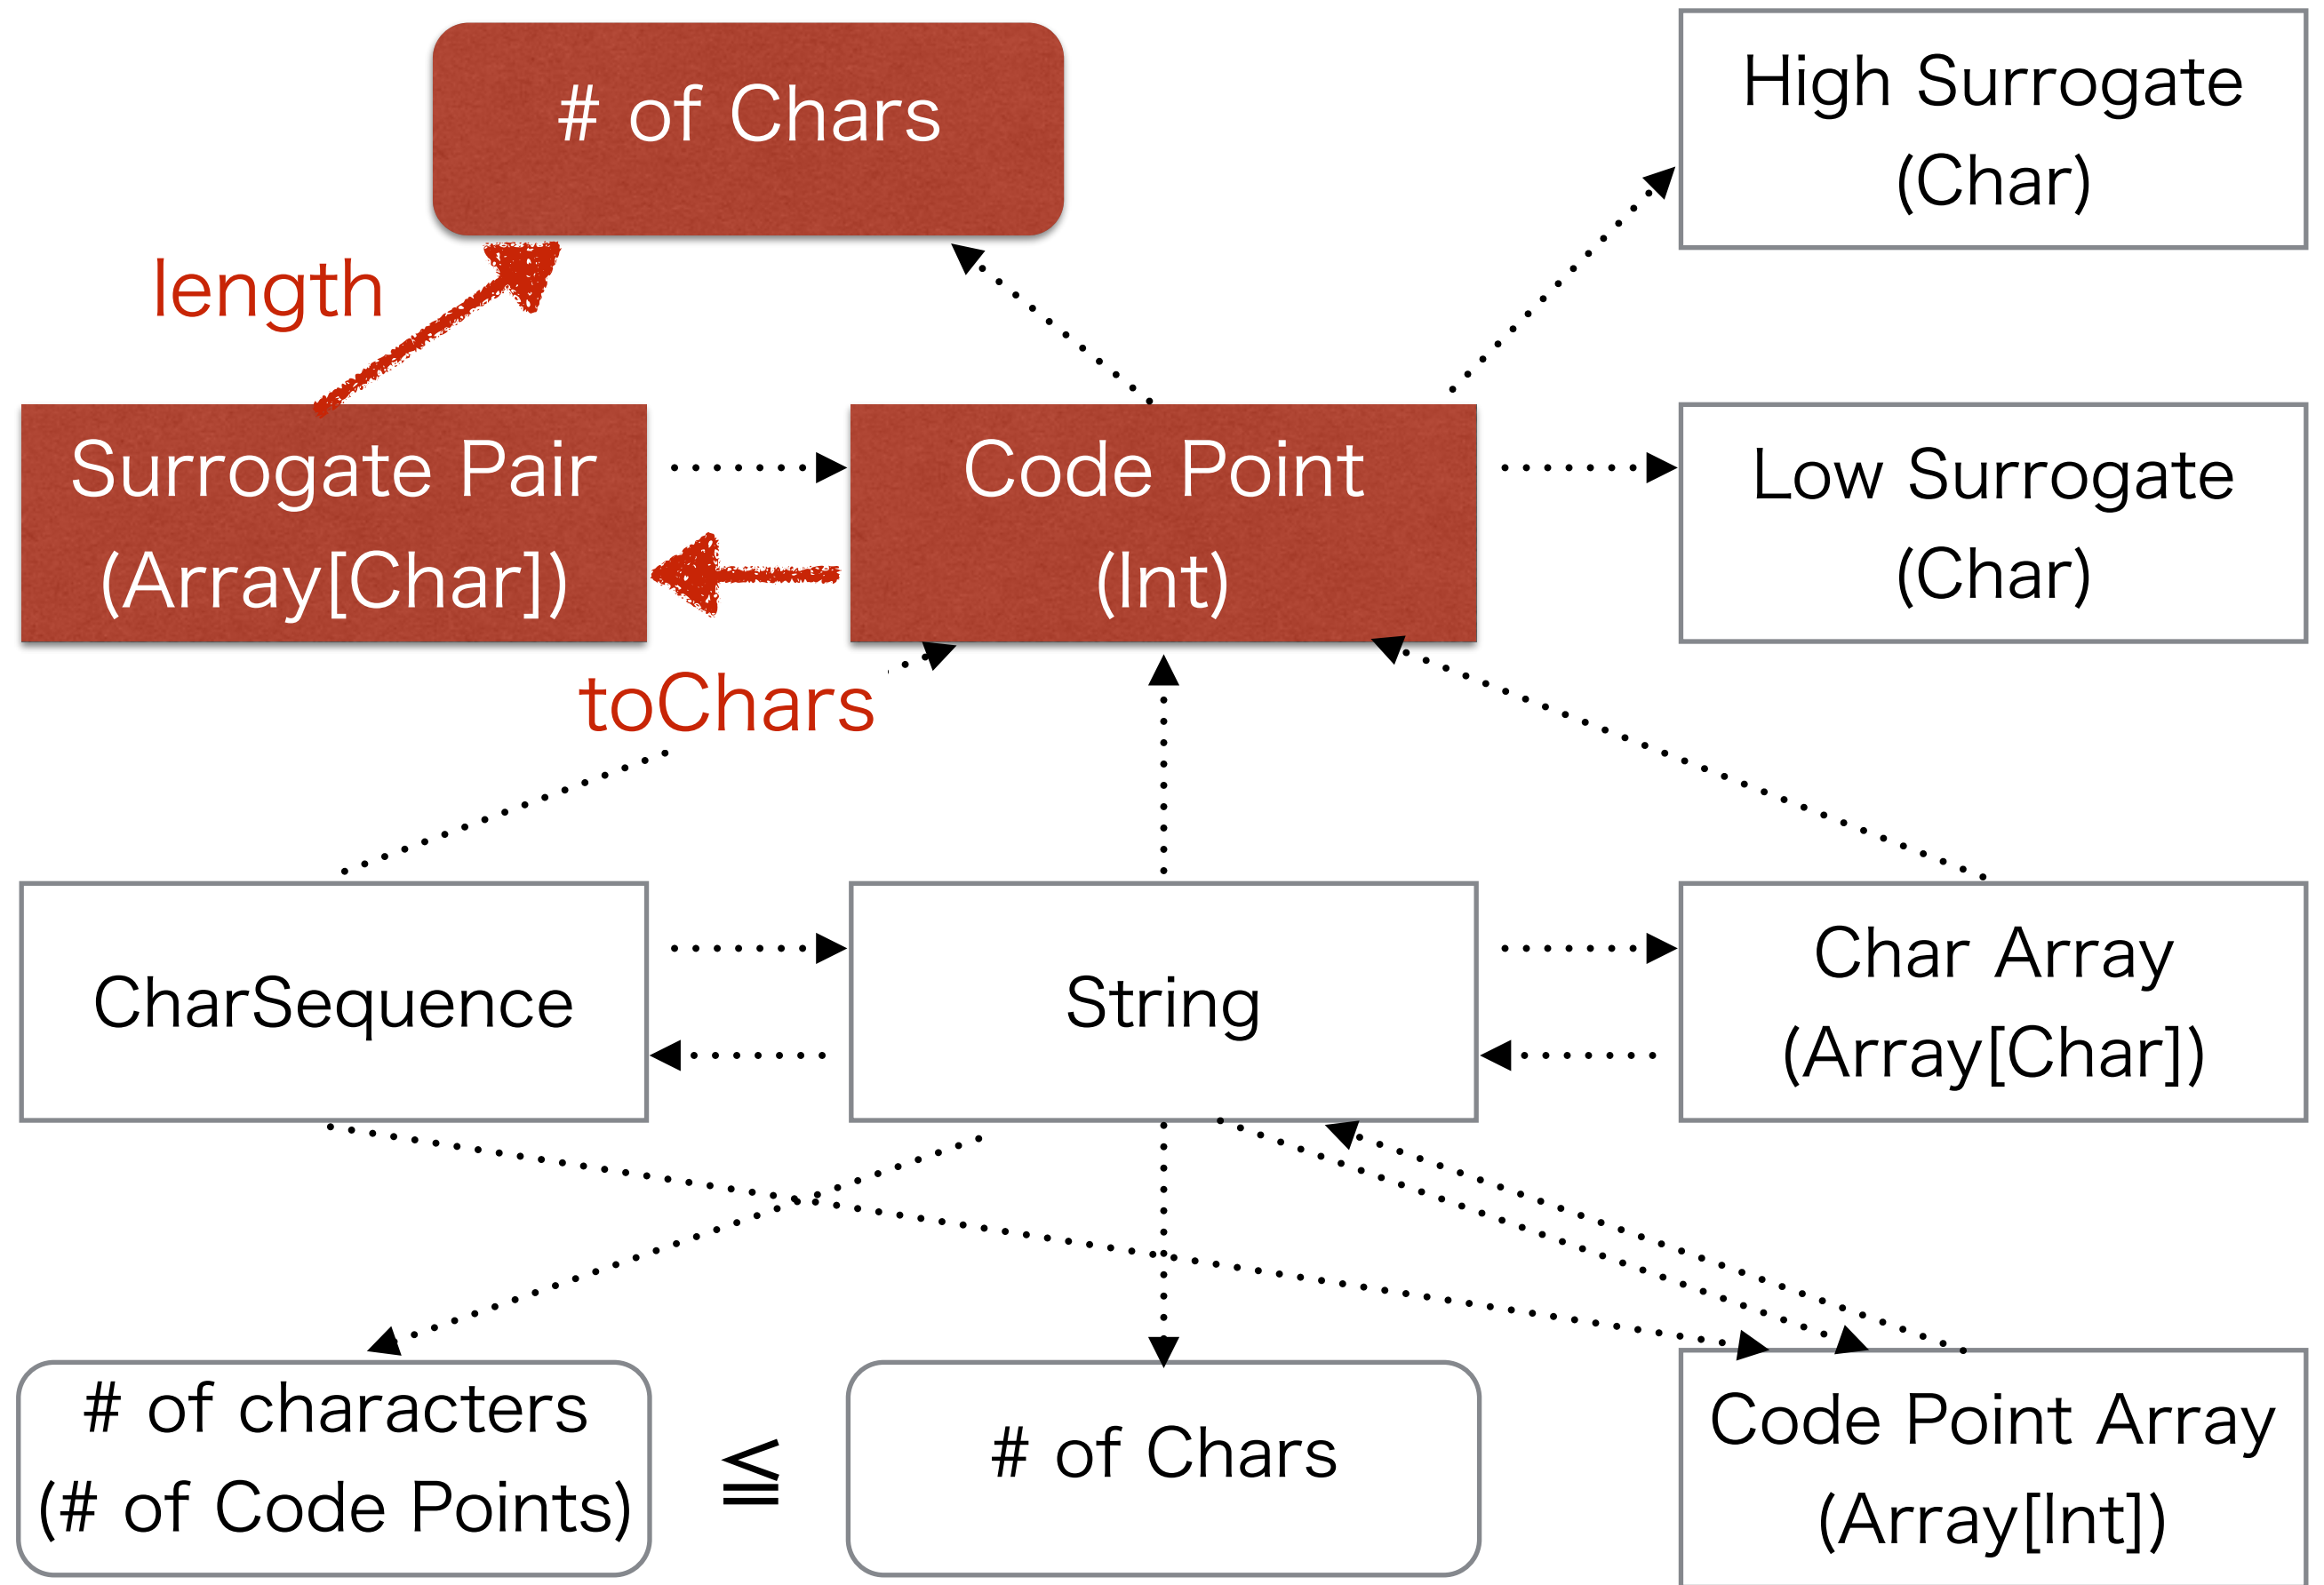 # of Chars
High Surrogate
(Char)
length
Surrogate Pair
(Array[Char])
Code Point
(Int)
Low Surrogate
(Char)
toChars
CharSequence
String
Char Array
(Array[Char])
# of characters
(# of Code Points)
≦
# of Chars
Code Point Array
(Array[Int])